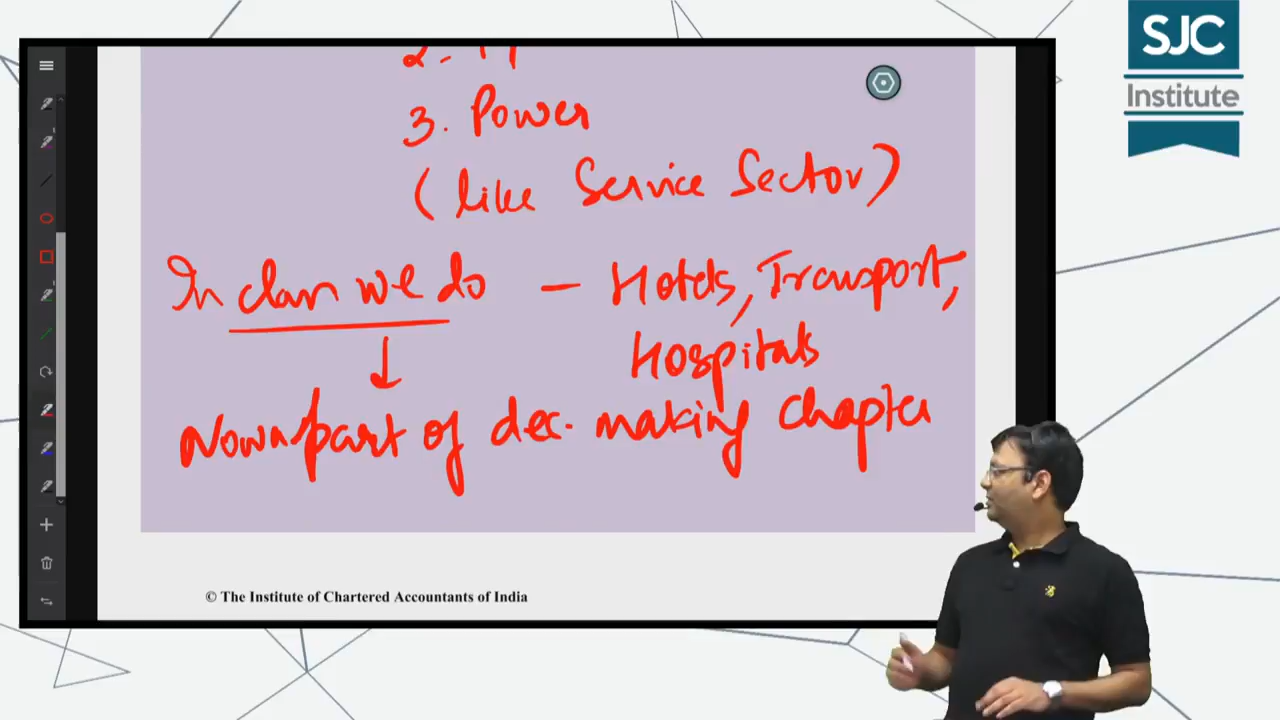 SJC
Institute
2.
3. Power
(like Service Sector)
In class we do — Hotels, Transport,
Hospitals
↓
Now a part of dec. making chapter
© The Institute of Chartered Accountants of India